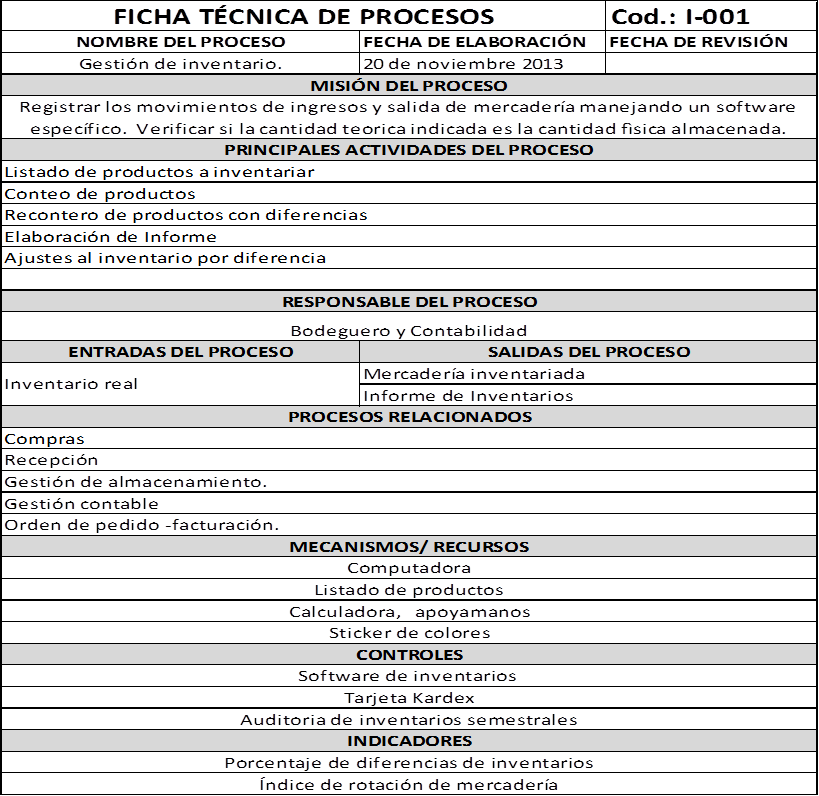 FICHA TÉCNICA DE PROCESOS Cod.: I-001
NOMBRE DEL PROCESO FECHA DE ELABORACIÓN FECHA DE REVISIÓN
Gestión de inventario. 20 de noviembre 2013
MISIÓN DEL PROCESO
Registrar los movimientos de ingresos y salida de mercadería manejando un software
específico. Verificar si la cantidad teorica indicada es la cantidad fisica almacenada.
PRINCIPALES ACTIVIDADES DEL PROCESO
Listado de productos a inventariar
Conteo de productos
Recontero de productos con diferencias
Elaboración de Informe
Ajustes al inventario por diferencia
RESPONSABLE DEL PROCESO
Bodeguero y Contabilidad
ENTRADAS DEL PROCESO SALIDAS DEL PROCESO
Inventario real
Mercadería inventariada
Informe de Inventarios
PROCESOS RELACIONADOS
Compras
Recepción
Gestión de almacenamiento.
Gestión contable
Orden de pedido -facturación.
MECANISMOS/ RECURSOS
Computadora
Listado de productos
Calculadora, apoyamanos
Sticker de colores
CONTROLES
Software de inventarios
Tarjeta Kardex
Auditoria de inventarios semestrales
INDICADORES
Porcentaje de diferencias de inventarios
Índice de rotación de mercadería